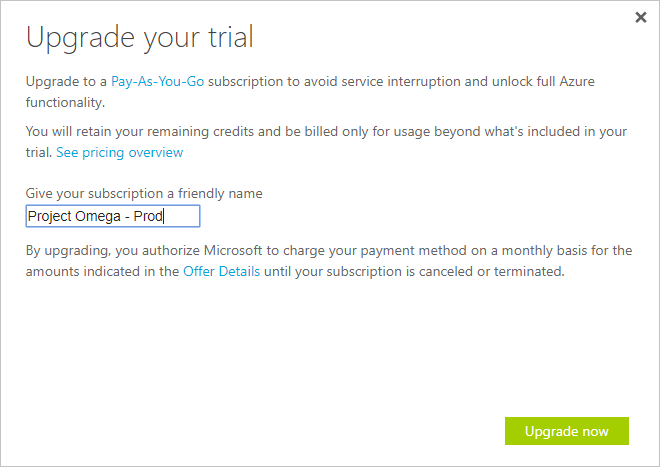 Upgrade your trial
Upgrade to a Pay-As-You-Go subscription to avoid service interruption and unlock full Azure
functionality.
You will retain your remaining credits and be billed only for usage beyond what's included in your
trial. See pricing overview
Give your subscription a friendly name
Project Omega - Prod
By upgrading, you authorize Microsoft to charge your payment method on a monthly basis for the
amounts indicated in the Offer Details until your subscription is canceled or terminated.
Upgrade now